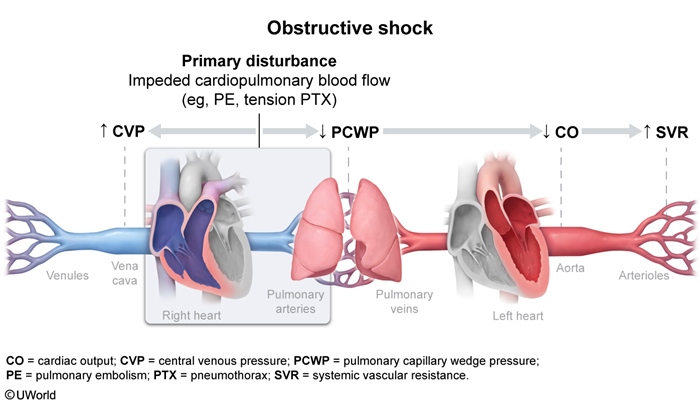 Obstructive shock
Primary disturbance
Impeded cardiopulmonary blood flow
(eg, PE, tension PTX)
↑ CVP
↓ PCWP
↓ CO
↑ SVR
Venules
Vena
cava
Right heart
Pulmonary
arteries
Pulmonary
veins
Left heart
Aorta
Arterioles
CO = cardiac output; CVP = central venous pressure; PCWP = pulmonary capillary wedge pressure;
PE = pulmonary embolism; PTX = pneumothorax; SVR = systemic vascular resistance.
©UWorld